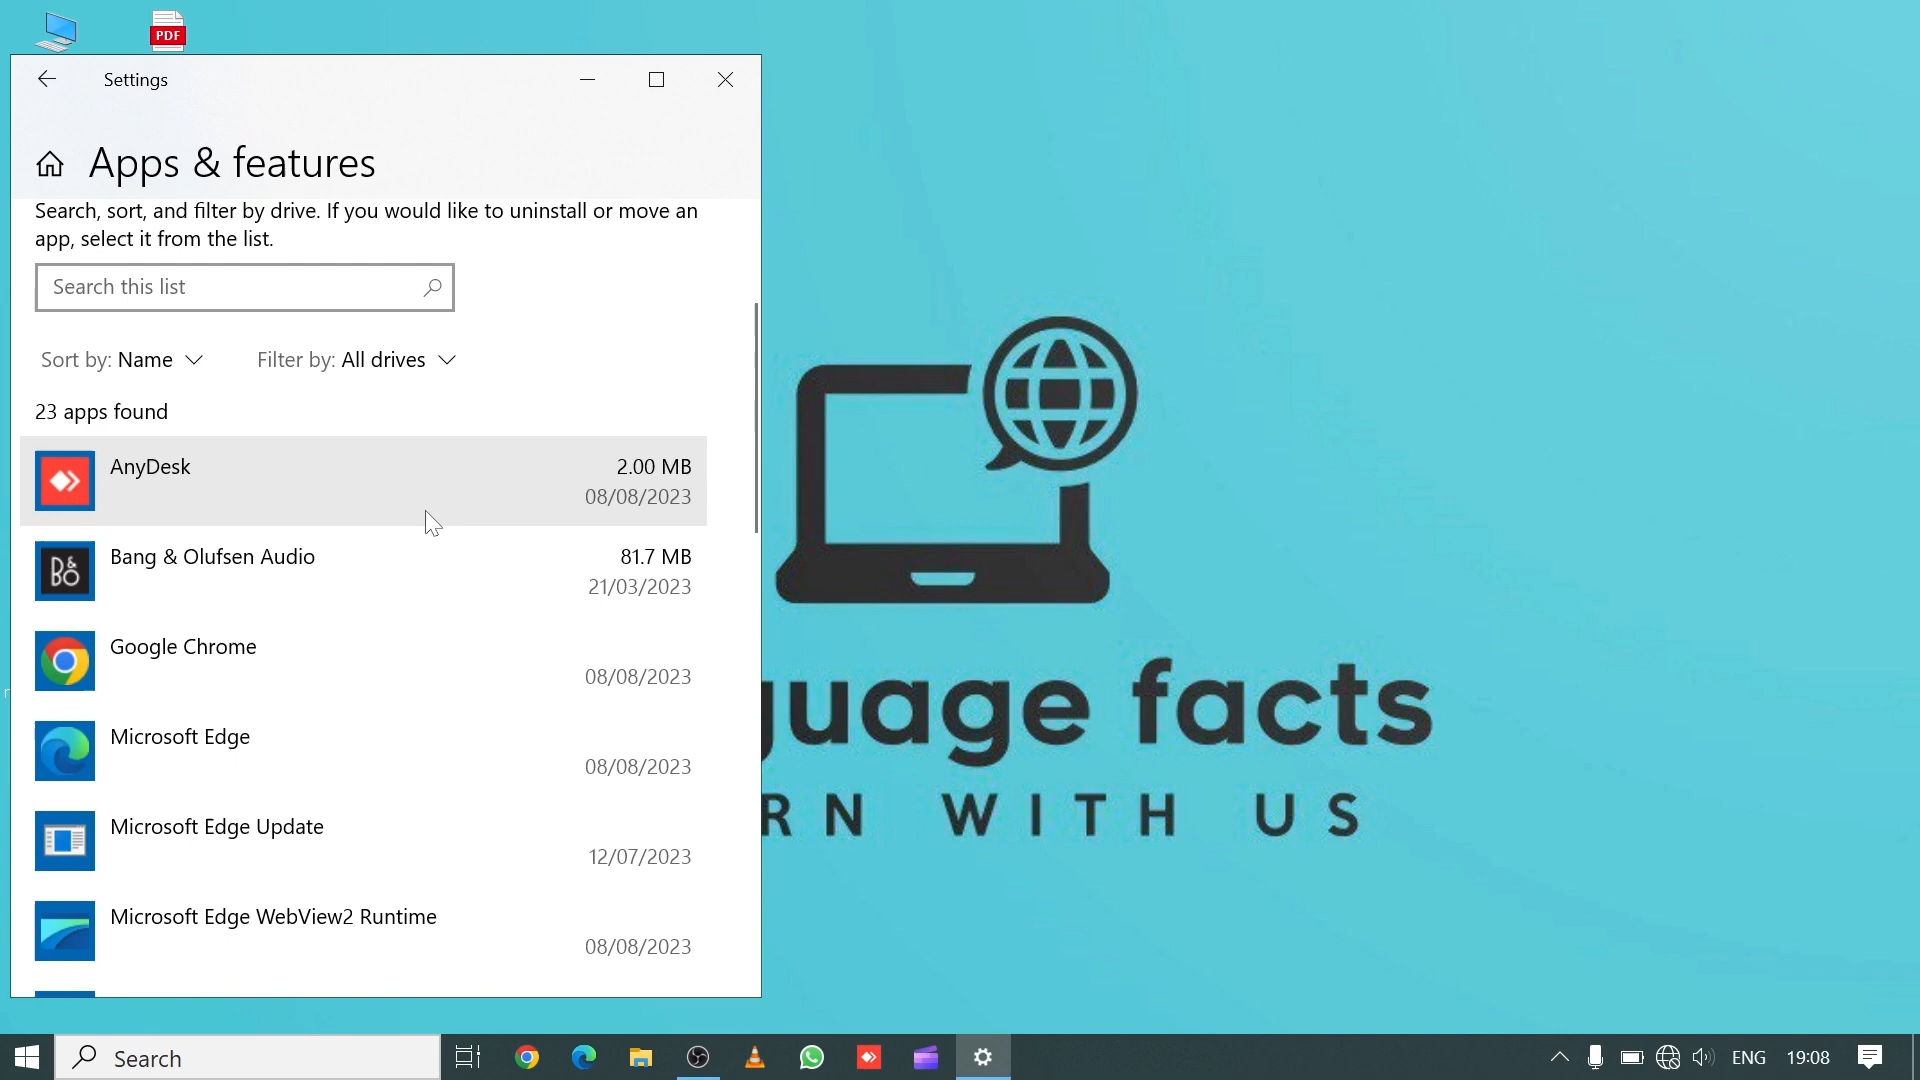 PDF
Settings
Apps & features
Search, sort, and filter by drive. If you would like to uninstall or move an
app, select it from the list.
Search this list
Sort by: Name
Filter by: All drives
23 apps found
AnyDesk
2.00 MB
08/08/2023
B&O
Bang & Olufsen Audio
81.7 MB
21/03/2023
Google Chrome
08/08/2023
Microsoft Edge
08/08/2023
Microsoft Edge Update
12/07/2023
Microsoft Edge WebView2 Runtime
08/08/2023
guage facts
RN WITH US
Search
ENG
19:08